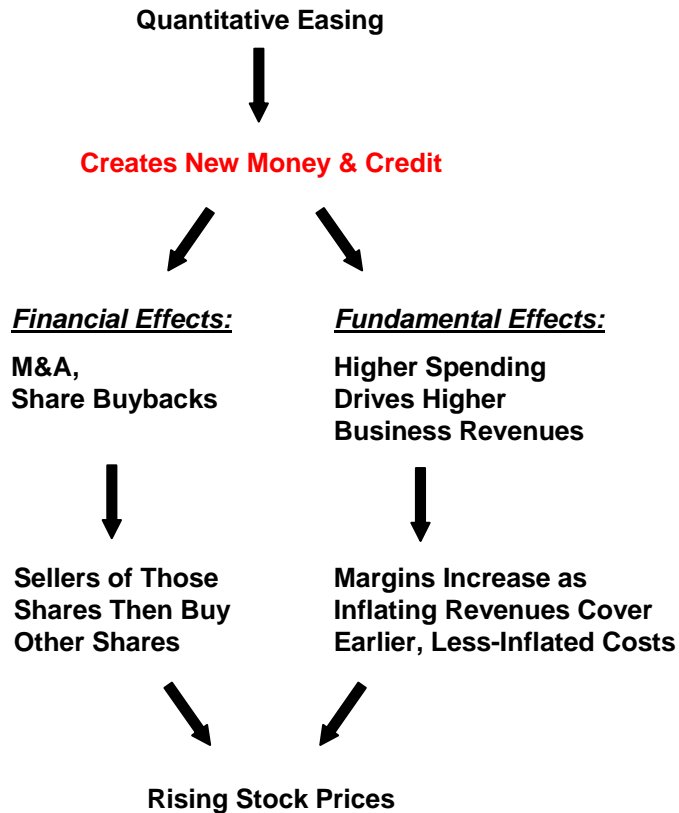 Quantitative Easing
Creates New Money & Credit
Financial Effects:
M&A,
Share Buybacks
Sellers of Those
Shares Then Buy
Other Shares
Fundamental Effects:
Higher Spending
Drives Higher
Business Revenues
Margins Increase as
Inflating Revenues Cover
Earlier, Less-Inflated Costs
Rising Stock Prices